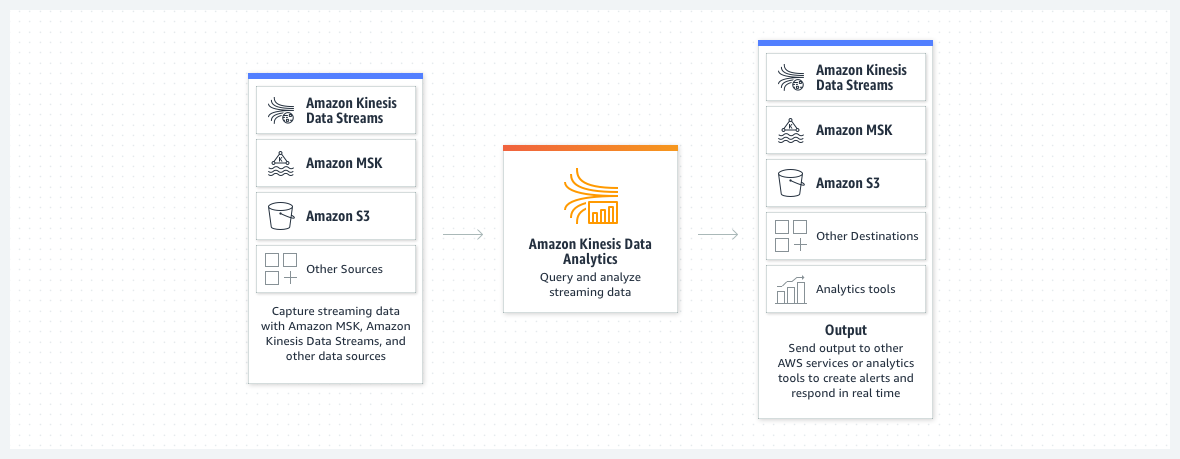 Amazon Kinesis
Data Streams
Amazon MSK
Amazon S3
Other Sources
Capture streaming data
with Amazon MSK, Amazon
Kinesis Data Streams, and
other data sources
Amazon Kinesis Data
Analytics
Query and analyze
streaming data
Amazon Kinesis
Data Streams
Amazon MSK
Amazon S3
Other Destinations
Analytics tools
Output
Send output to other
AWS services or analytics
tools to create alerts and
respond in real time